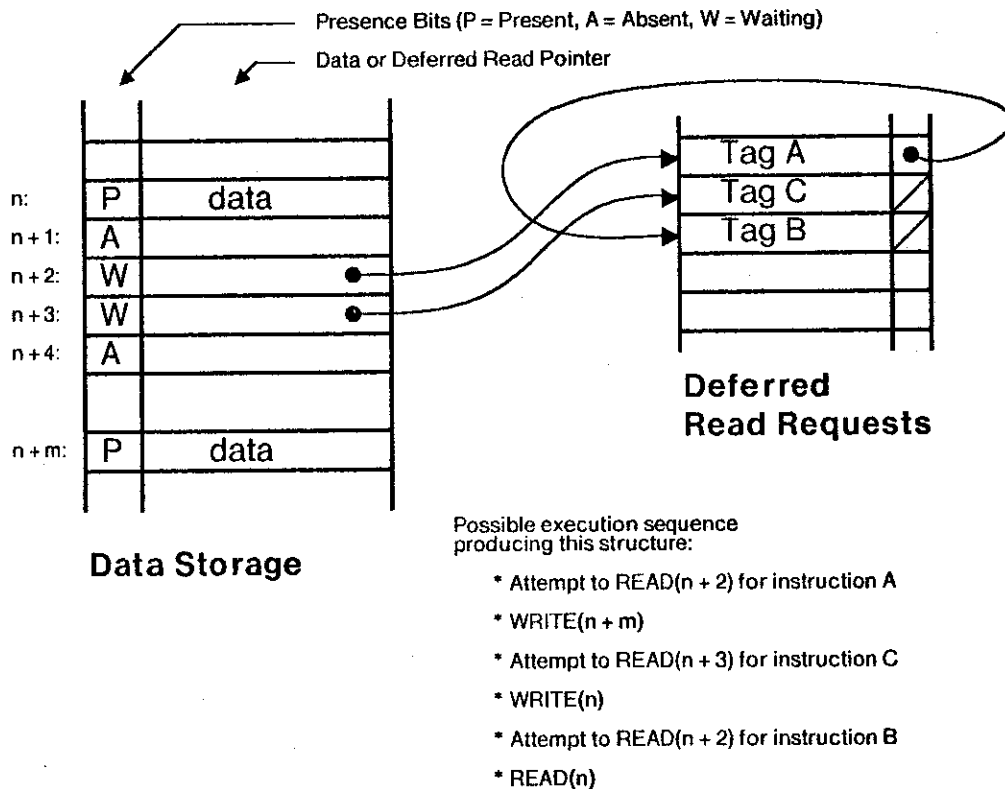 Presence Bits (P = Present, A = Absent, W = Waiting)
Data or Deferred Read Pointer
n: P data
n + 1: A
n + 2: W
n + 3: W
n + 4: A
n + m: P data
Data Storage
Tag A
Tag C
Tag B
Deferred
Read Requests
Possible execution sequence
producing this structure:
* Attempt to READ(n + 2) for instruction A
* WRITE(n + m)
* Attempt to READ(n + 3) for instruction C
* WRITE(n)
* Attempt to READ(n + 2) for instruction B
* READ(n)